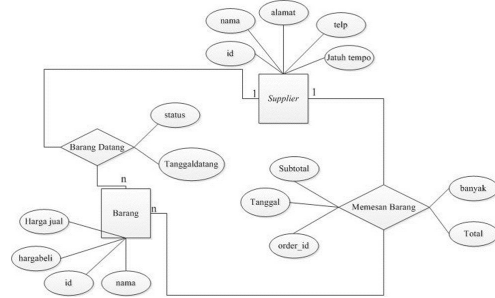 alamat
nama
telp
id
Jatuh tempo
1
Supplier
1
status
Barang Datang
Tanggaldatang
Subtotal
banyak
n
Tanggal
Memesan Barang
Harga jual
Barang
n
Total
order_id
hargabeli
id
nama